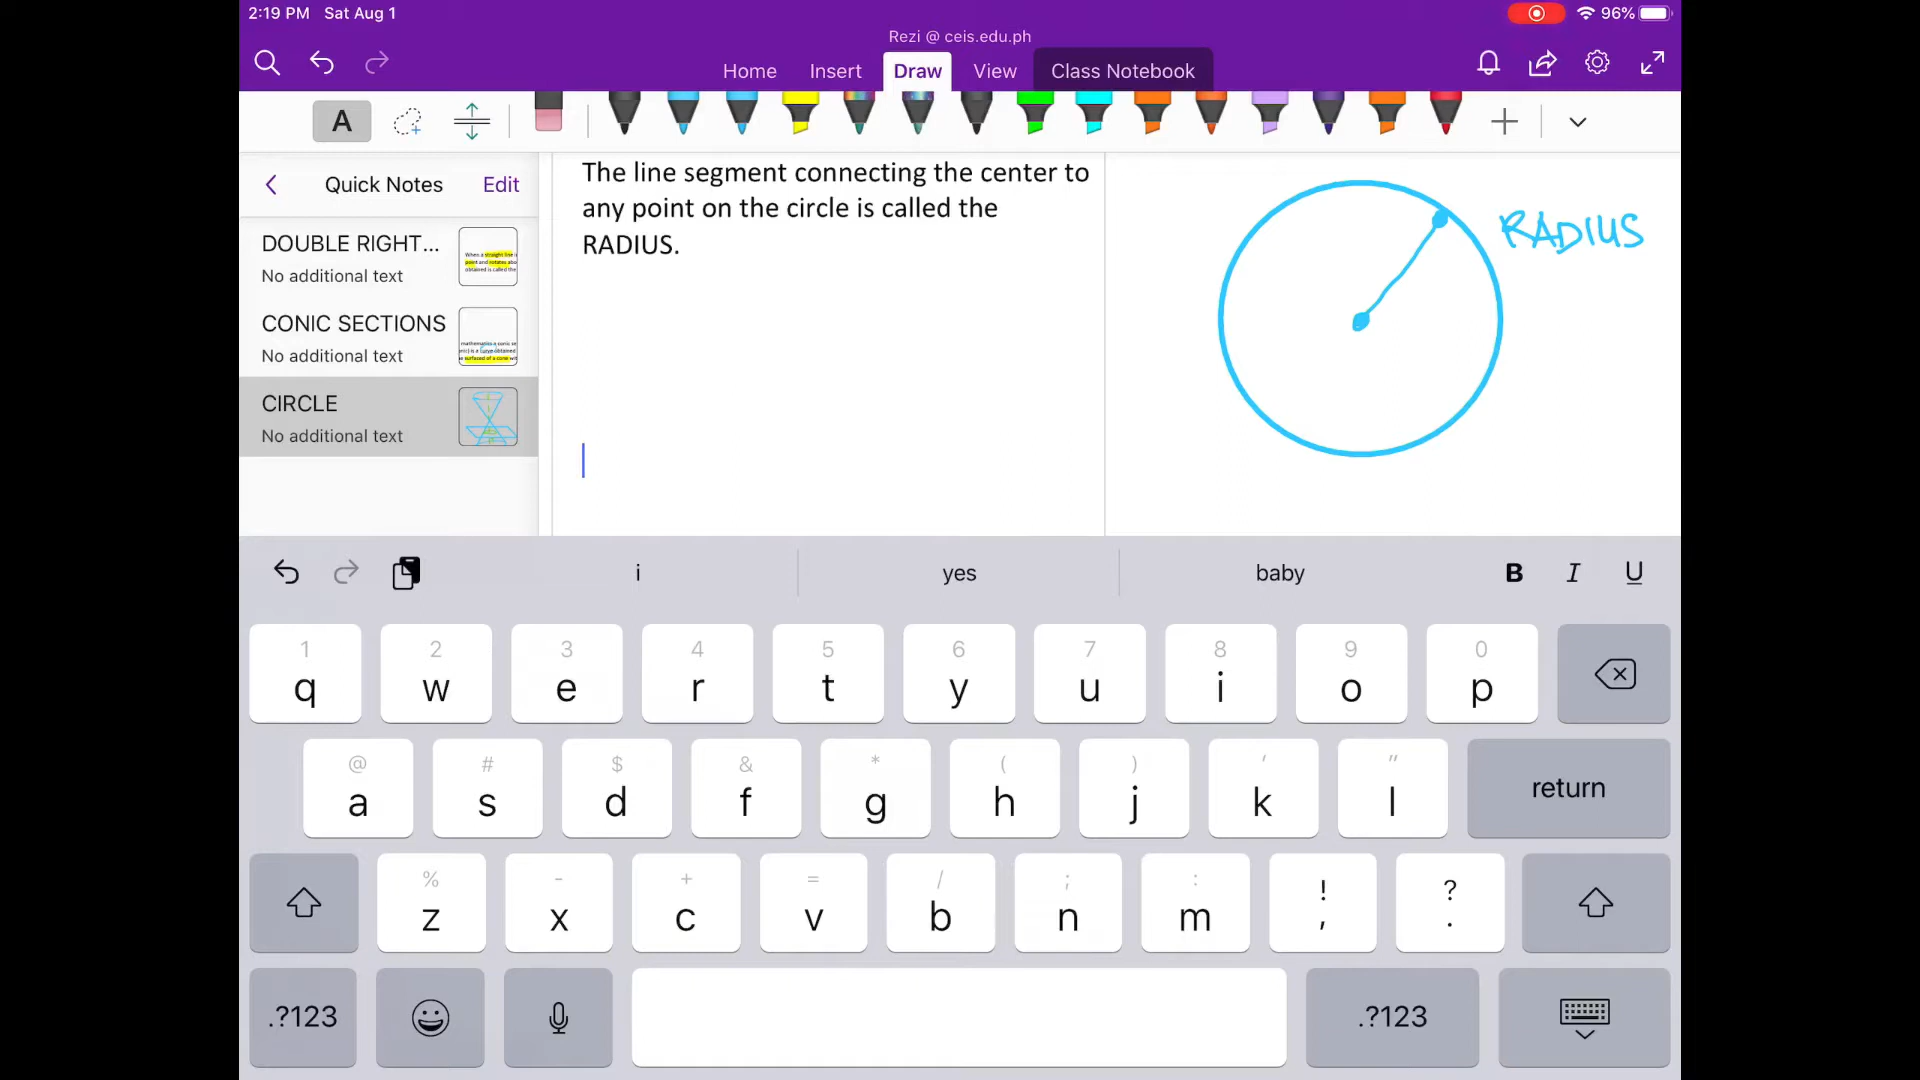 2:19 PM Sat Aug 1
96%
Rezi @ ceis.edu.ph
Home Insert Draw View Class Notebook
A
Quick Notes Edit
DOUBLE RIGHT...
No additional text
CONIC SECTIONS
No additional text
CIRCLE
No additional text
The line segment connecting the center to
any point on the circle is called the
RADIUS.
RADIUS
i yes baby B I U
1 2 3 4 5 6 7 8 9 0
q w e r t y u i o p
@ # $ & * ( ) ' "
a s d f g h j k l return
% - + = / ; : ! ?
z x c v b n m , .
.?123 .?123